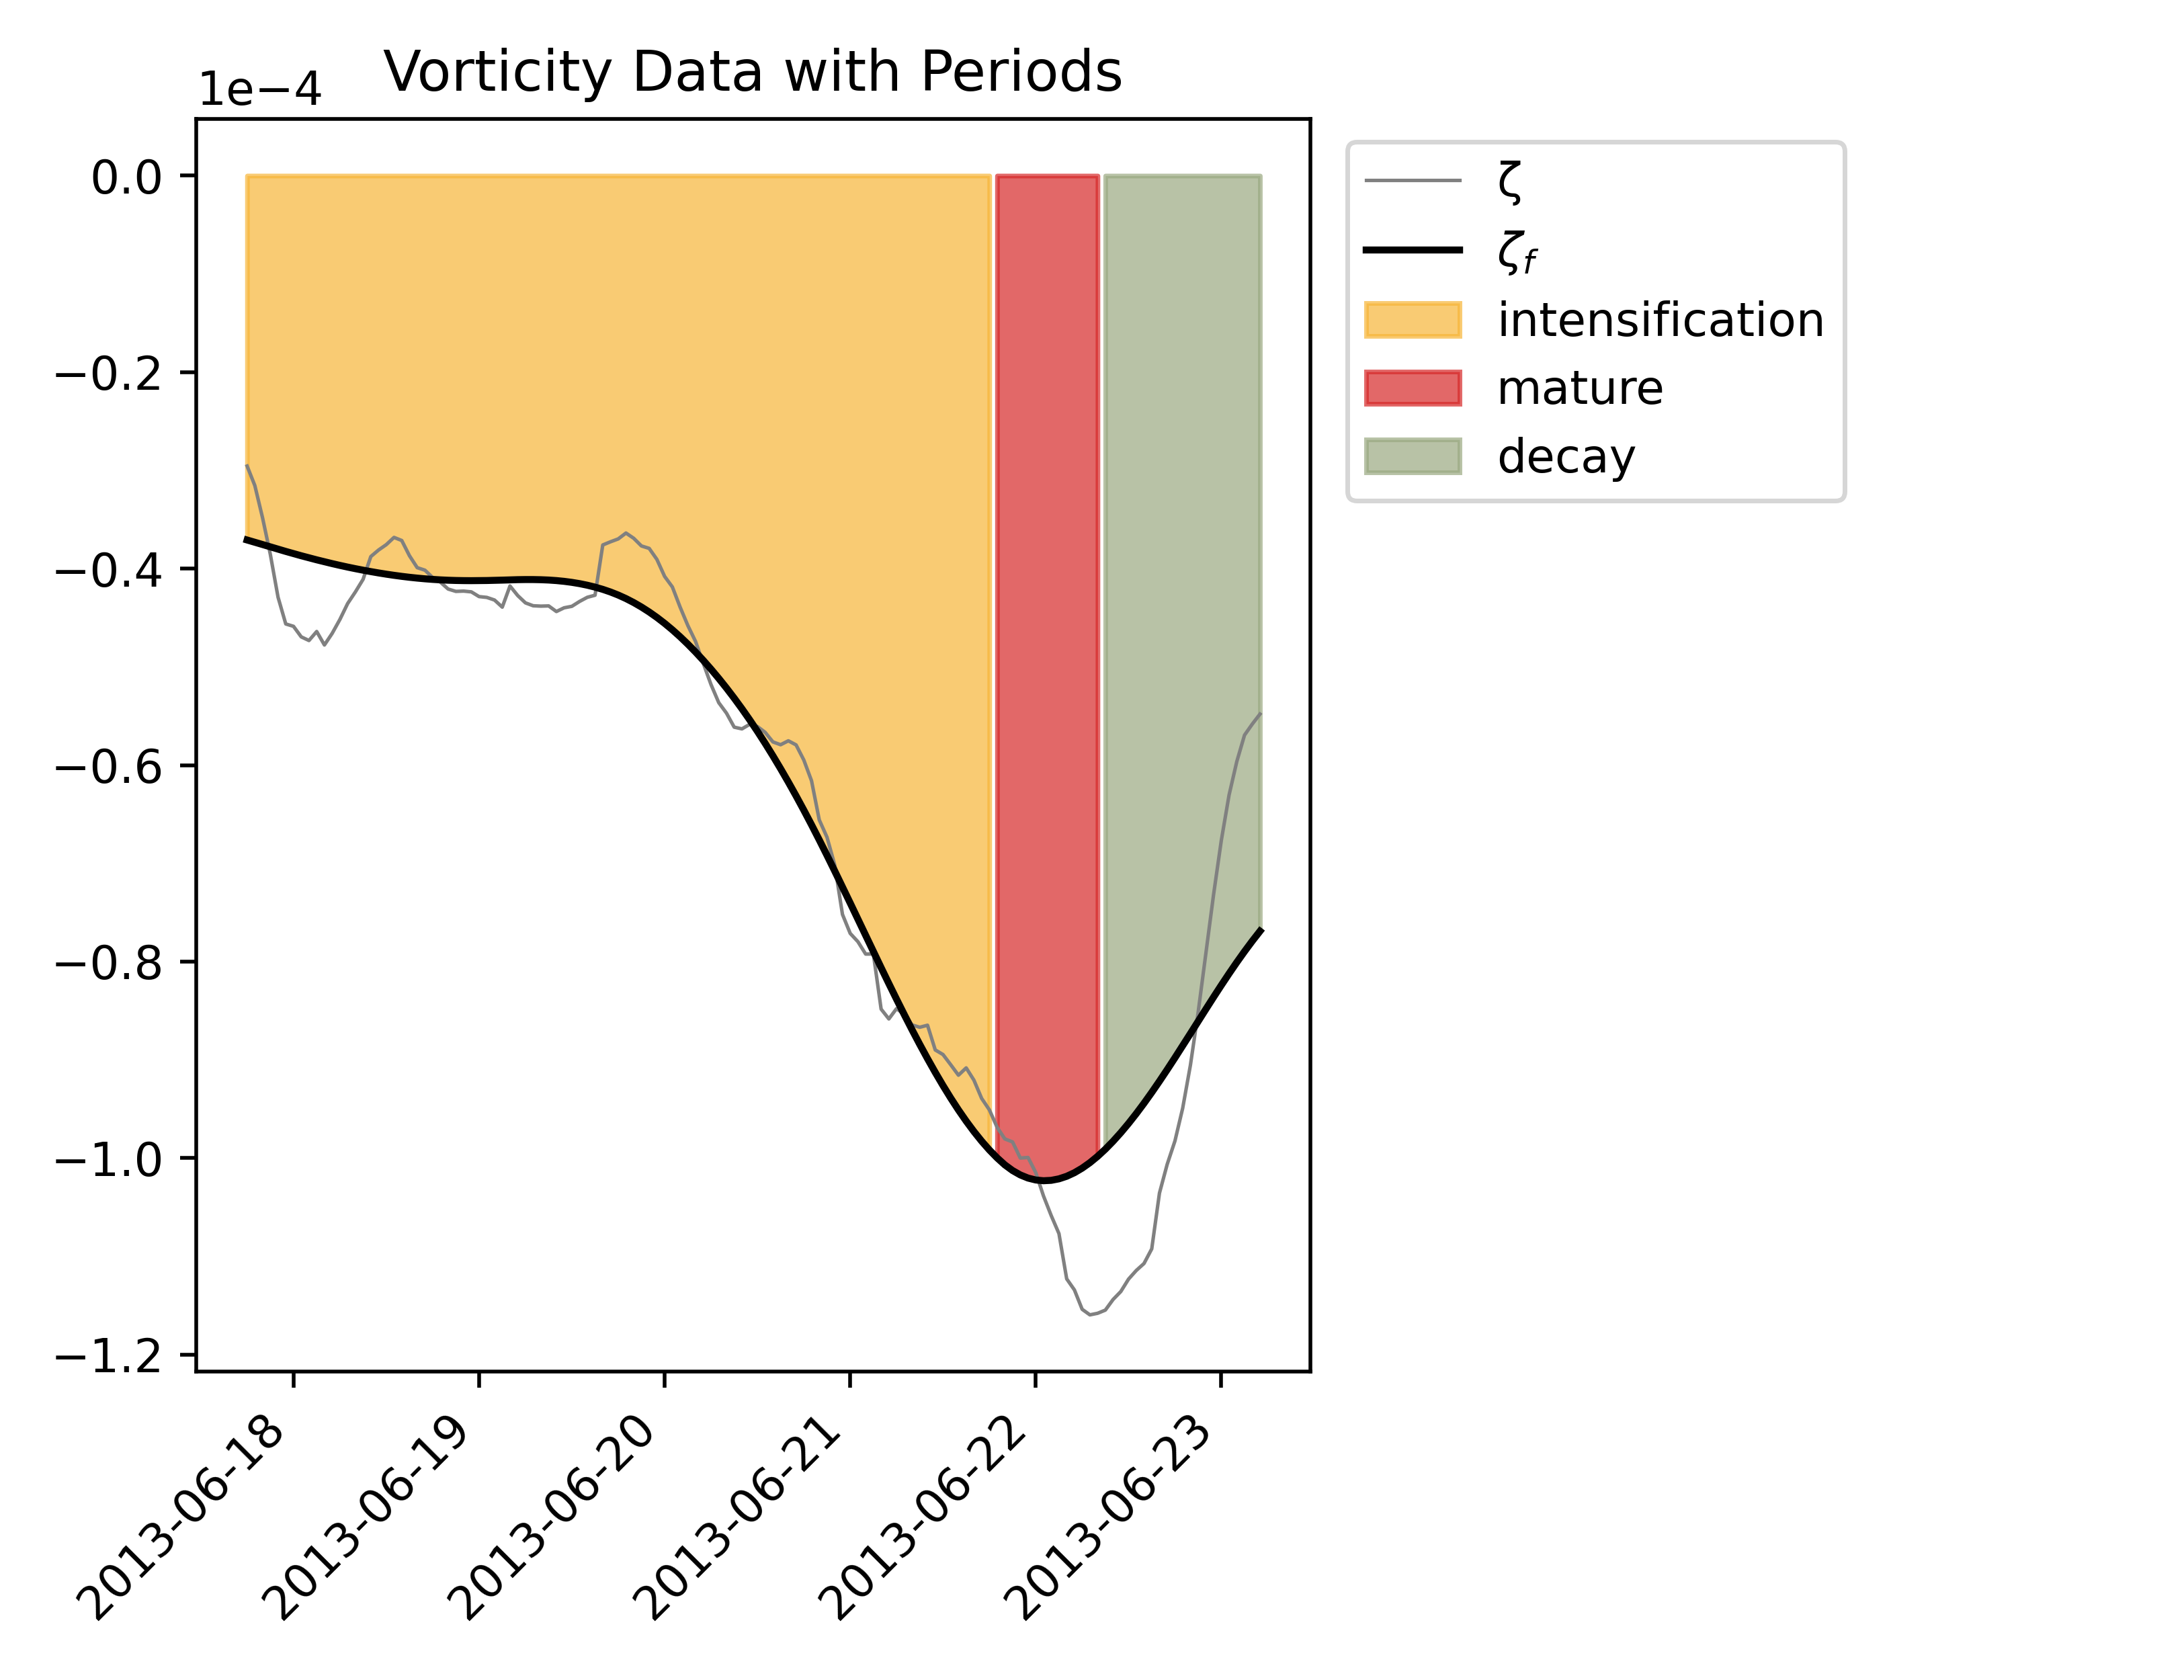 Vorticity Data with Periods
1e−4
0.0
−0.2
−0.4
−0.6
−0.8
−1.0
−1.2
2013-06-18
2013-06-19
2013-06-20
2013-06-21
2013-06-22
2013-06-23
ζ
ζf
intensification
mature
decay